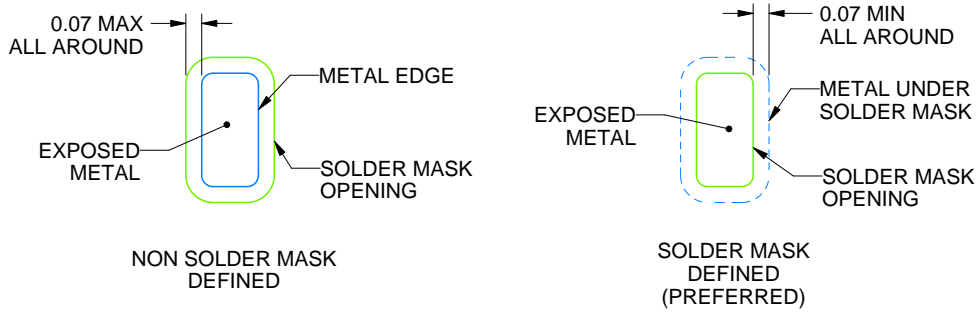 0.07 MAX
ALL AROUND
METAL EDGE
EXPOSED
METAL
SOLDER MASK
OPENING
NON SOLDER MASK
DEFINED
0.07 MIN
ALL AROUND
METAL UNDER
SOLDER MASK
EXPOSED
METAL
SOLDER MASK
OPENING
SOLDER MASK
DEFINED
(PREFERRED)